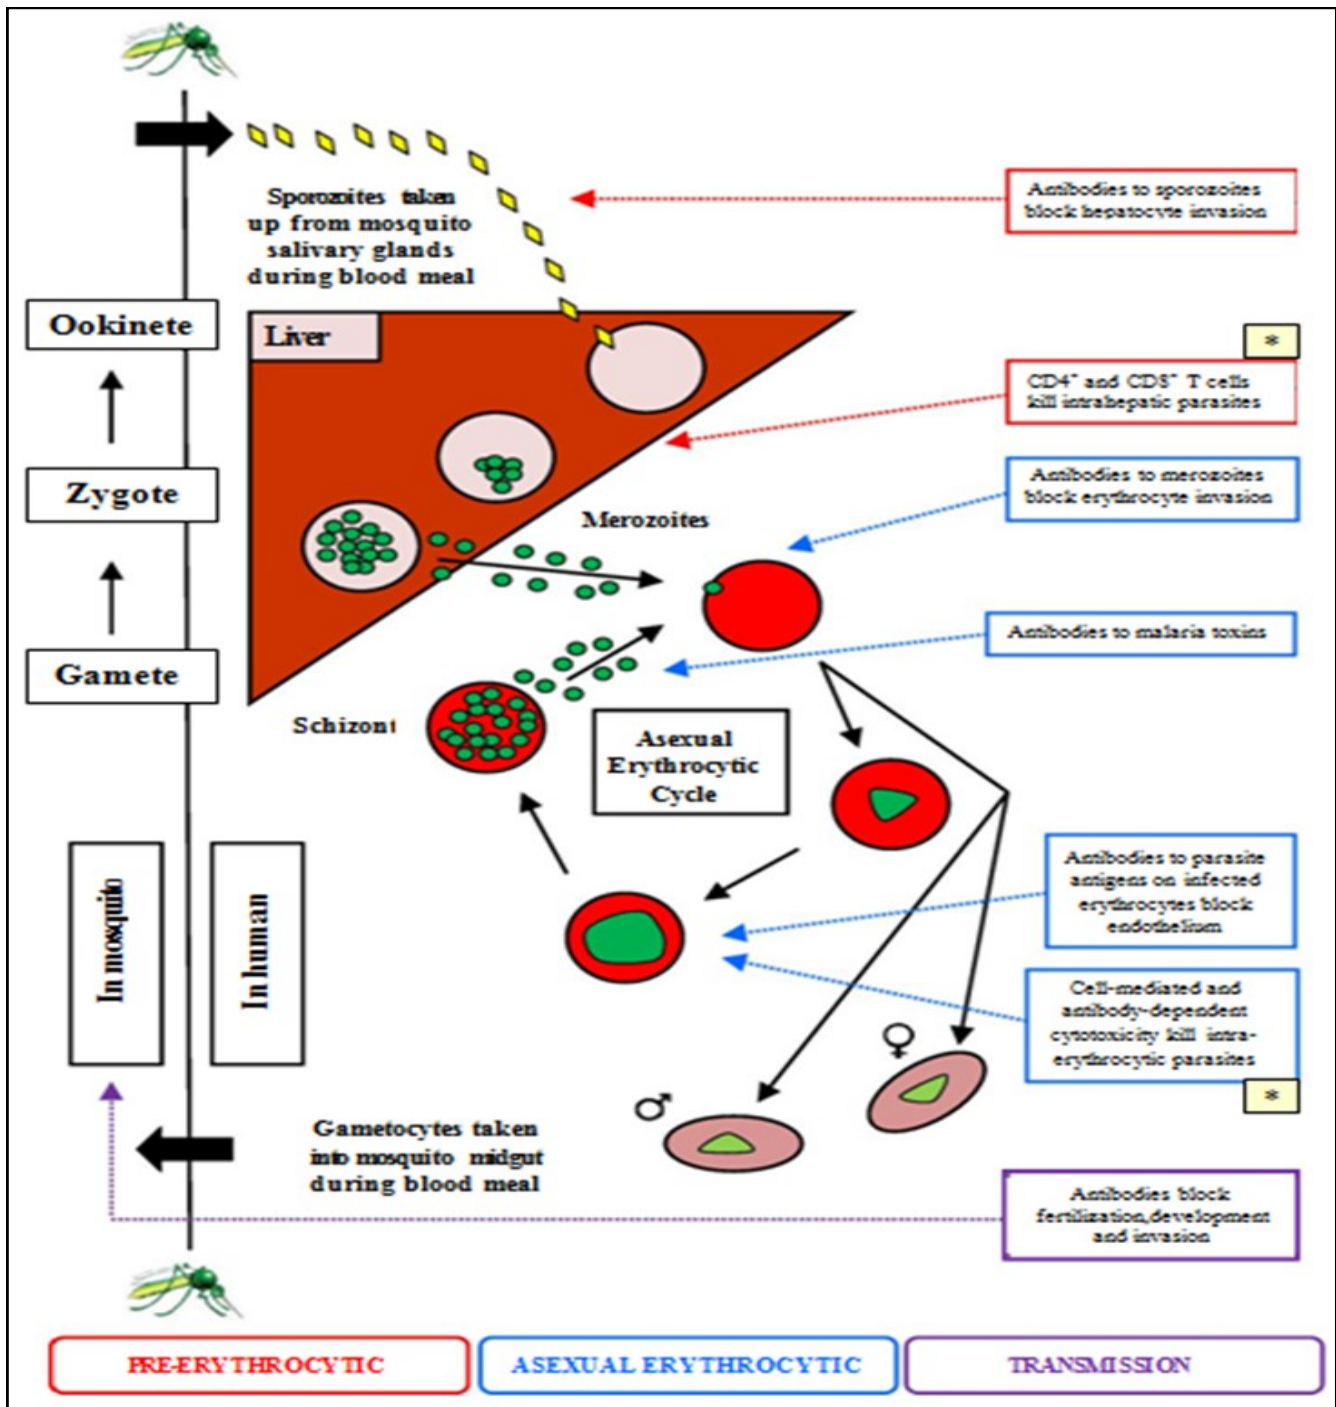 Sporozoites taken
up from mosquito
salivary glands
during blood meal
Antibodies to sporozoites
block hepatocyte invasion
Ookinete
Liver
*
CD4⁺ and CD8⁺ T cells
kill intrahepatic parasites
Zygote
Antibodies to merozoites
block erythrocyte invasion
Merozoites
Gamete
Antibodies to malaria toxins
Schizont
Asexual
Erythrocytic
Cycle
In mosquito
In human
Antibodies to parasite
antigens on infected
erythrocytes block
endothelium
Cell-mediated and
antibody-dependent
cytotoxicity kill intra-
erythrocytic parasites
*
♀
♂
Gametocytes taken
into mosquito midgut
during blood meal
Antibodies block
fertilization,development
and invasion
PRE-ERYTHROCYTIC
ASEXUAL ERYTHROCYTIC
TRANSMISSION